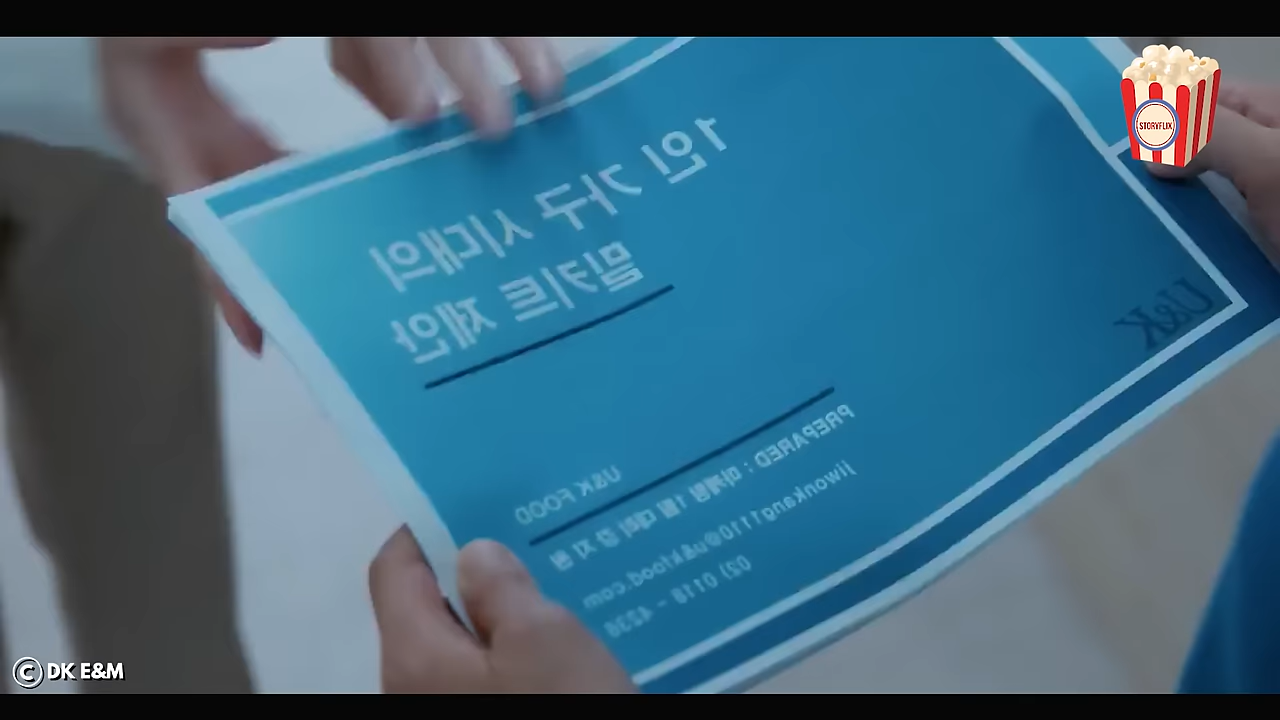 1인 가구 시대의
밀키트 제안
U&K FOOD
PREPARED : 마케팅 1팀 대리 강 지 원
jiwonkang1110@u&kfood.com
02) 0118 - 4239
U&K
STORYFLIX
© DK E&M